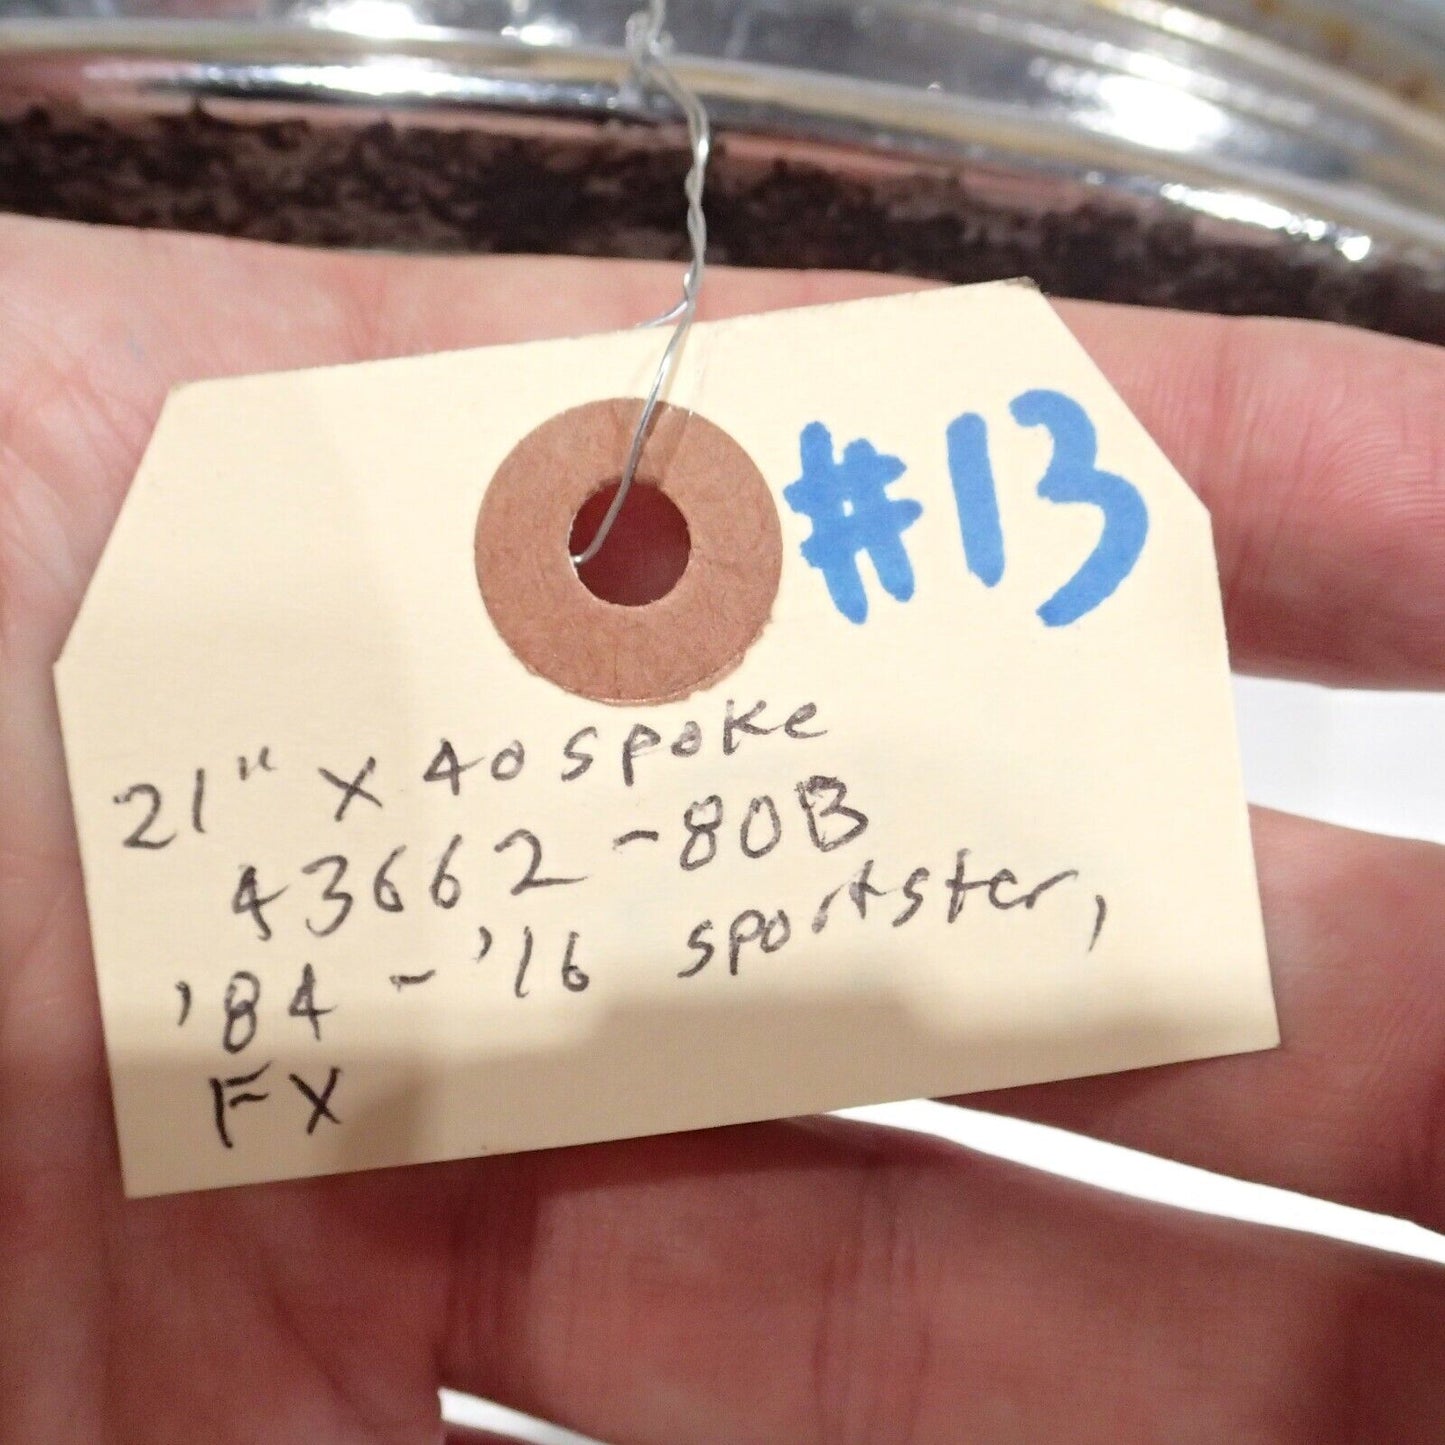 #13
21" X 40 spoke
43662-80B
'84-'16 sportster,
FX